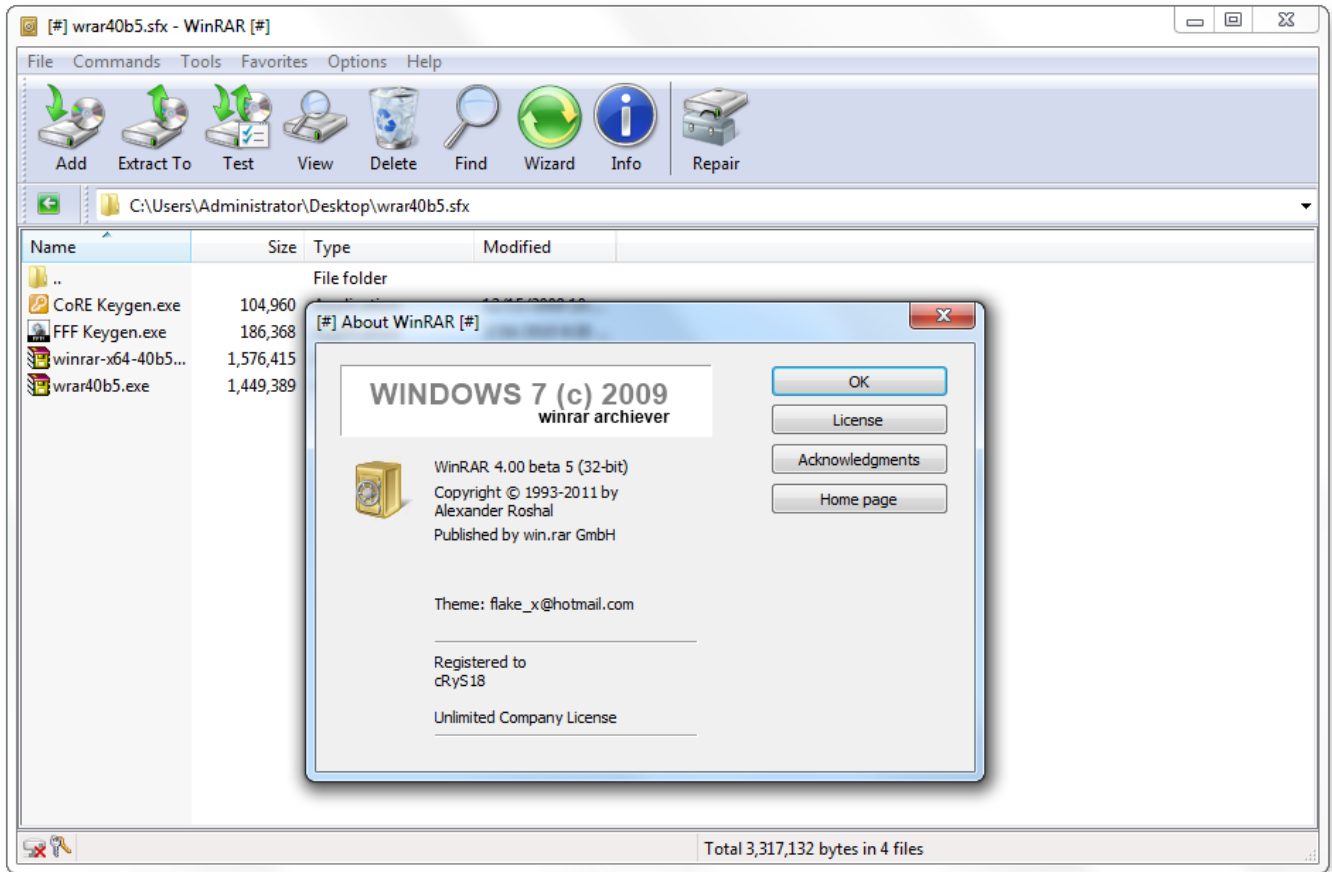 [#] wrar40b5.sfx - WinRAR [#]
File Commands Tools Favorites Options Help
Add Extract To Test View Delete Find Wizard Info Repair
C:\Users\Administrator\Desktop\wrar40b5.sfx
Name Size Type Modified
.. File folder
CoRE Keygen.exe 104,960
FFF Keygen.exe 186,368
winrar-x64-40b5... 1,576,415
wrar40b5.exe 1,449,389
[#] About WinRAR [#]
WINDOWS 7 (c) 2009
winrar archiever
WinRAR 4.00 beta 5 (32-bit)
Copyright © 1993-2011 by
Alexander Roshal
Published by win.rar GmbH
Theme: flake_x@hotmail.com
Registered to
cRyS18
Unlimited Company License
OK
License
Acknowledgments
Home page
Total 3,317,132 bytes in 4 files